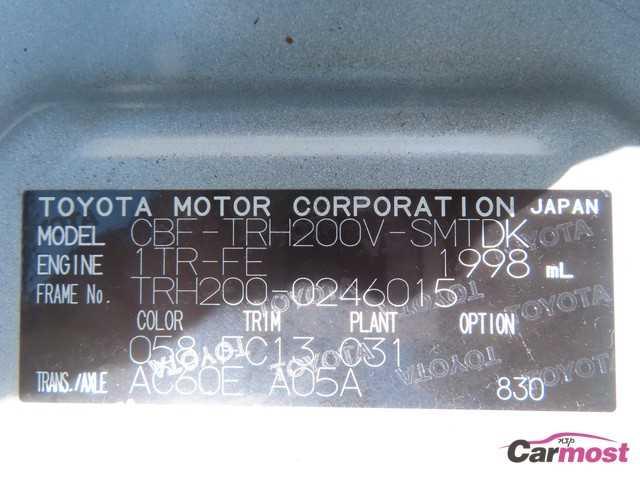 TOYOTA MOTOR CORPORATION JAPAN
MODEL CBF-TRH200V-SMTDK
ENGINE 1TR-FE 1998 mL
FRAME No. TRH200-0246015
COLOR TRIM PLANT OPTION
058 FC13 C31
TRANS./AXLE AC60E A05A 830
Carmost